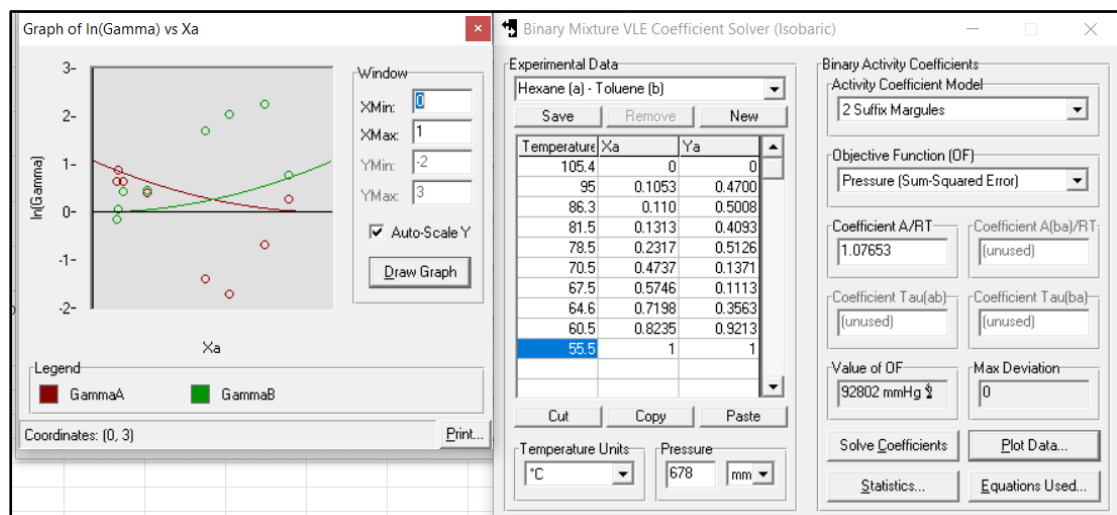 Graph of ln(Gamma) vs Xa
3-
2-
1-
0-
-1-
-2-
ln(Gamma)
Xa
Window
XMin: 0
XMax: 1
YMin: -2
YMax: 3
Auto-Scale Y
Draw Graph
Legend
GammaA GammaB
Coordinates: (0, 3) Print...
Binary Mixture VLE Coefficient Solver (Isobaric)
Experimental Data
Hexane (a) - Toluene (b)
Save Remove New
Temperature Xa Ya
105.4 0 0
95 0.1053 0.4700
86.3 0.110 0.5008
81.5 0.1313 0.4093
78.5 0.2317 0.5126
70.5 0.4737 0.1371
67.5 0.5746 0.1113
64.6 0.7198 0.3563
60.5 0.8235 0.9213
55.5 1 1
Cut Copy Paste
Temperature Units Pressure
°C 678 mm
Binary Activity Coefficients
Activity Coefficient Model
2 Suffix Margules
Objective Function (OF)
Pressure (Sum-Squared Error)
Coefficient A/RT Coefficient A(ba)/RT
1.07653 (unused)
Coefficient Tau(ab) Coefficient Tau(ba)
(unused) (unused)
Value of OF Max Deviation
92802 mmHg 0
Solve Coefficients Plot Data...
Statistics... Equations Used...